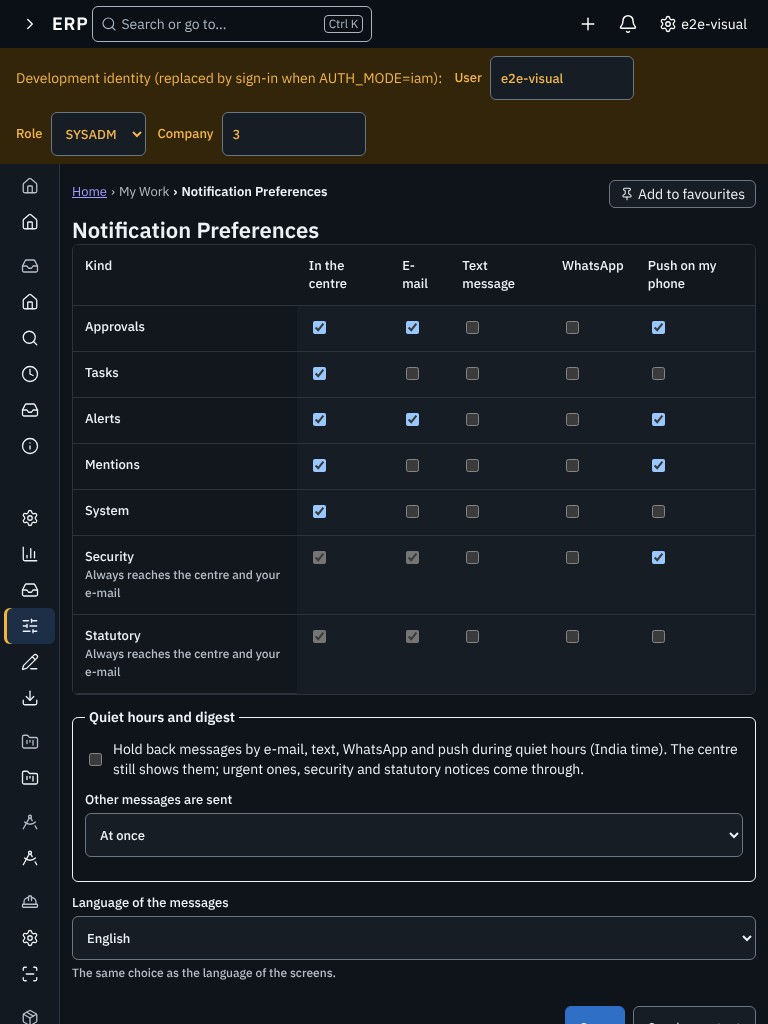 ERP
Search or go to...
Ctrl K
e2e-visual
Development identity (replaced by sign-in when AUTH_MODE=iam):
User
e2e-visual
Role
SYSADM
Company
3
Home › My Work › Notification Preferences
Add to favourites
Notification Preferences
Kind
In the centre
E-mail
Text message
WhatsApp
Push on my phone
Approvals
Tasks
Alerts
Mentions
System
Security
Always reaches the centre and your
e-mail
Statutory
Always reaches the centre and your
e-mail
Quiet hours and digest
Hold back messages by e-mail, text, WhatsApp and push during quiet hours (India time). The centre
still shows them; urgent ones, security and statutory notices come through.
Other messages are sent
At once
Language of the messages
English
The same choice as the language of the screens.